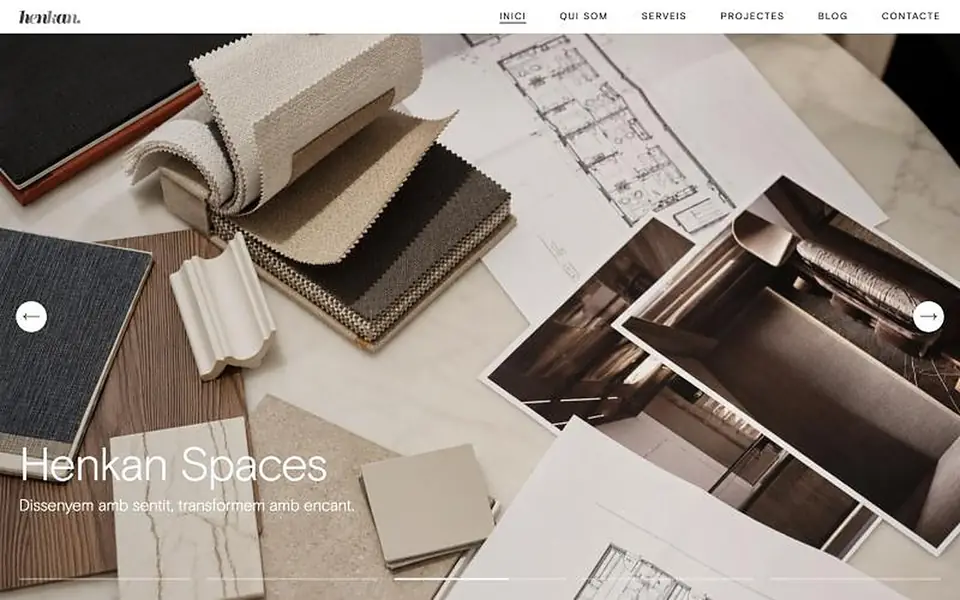 henkan.
INICI
QUI SOM
SERVEIS
PROJECTES
BLOG
CONTACTE
Henkan Spaces
Dissenyem amb sentit, transformem amb encant.